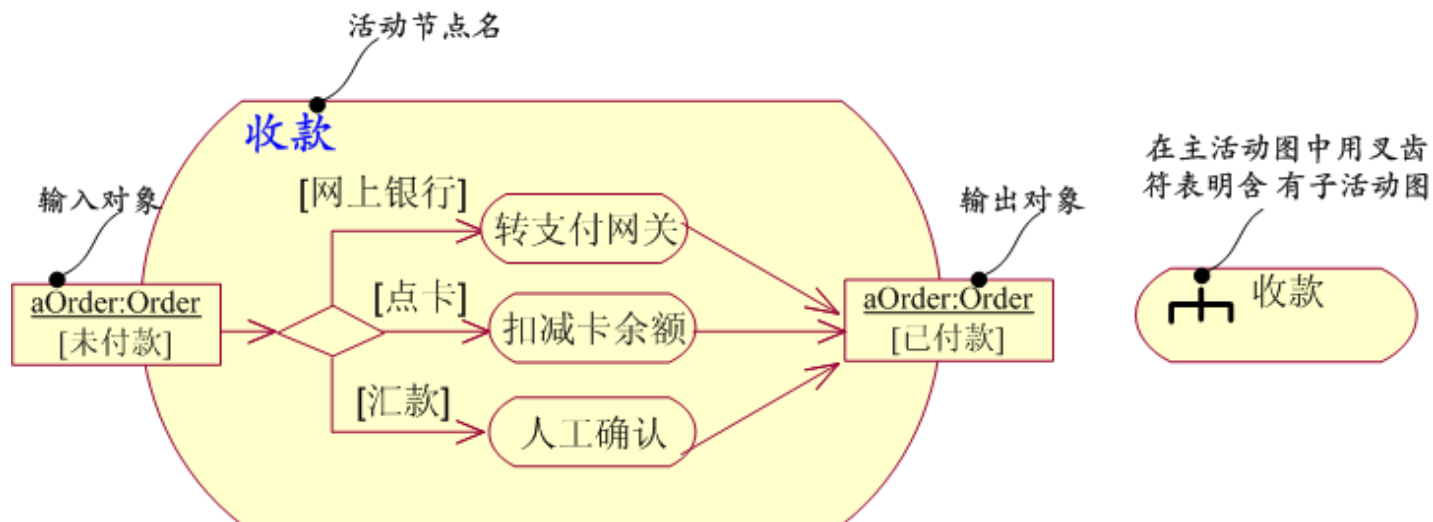 活动节点名
收款
输入对象
[网上银行]
转支付网关
输出对象
在主活动图中用叉齿
符表明含 有子活动图
aOrder:Order
[未付款]
[点卡]
扣减卡余额
aOrder:Order
[已付款]
收款
[汇款]
人工确认